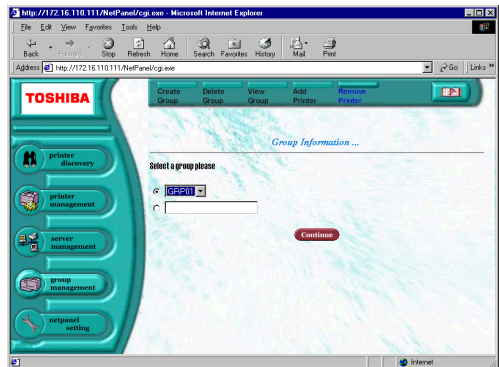 http://172.16.110.111/NetPanel/cgi.exe - Microsoft Internet Explorer
File Edit View Favorites Tools Help
Back Forward Stop Refresh Home Search Favorites History Mail Print
Address http://172.16.110.111/NetPanel/cgi.exe Go Links »
TOSHIBA
Create Group Delete Group View Group Add Printer Remove Printer
Group Information ...
Select a group please
GRP01
Continue
printer discovery
printer management
server management
group management
netpanel setting
Internet